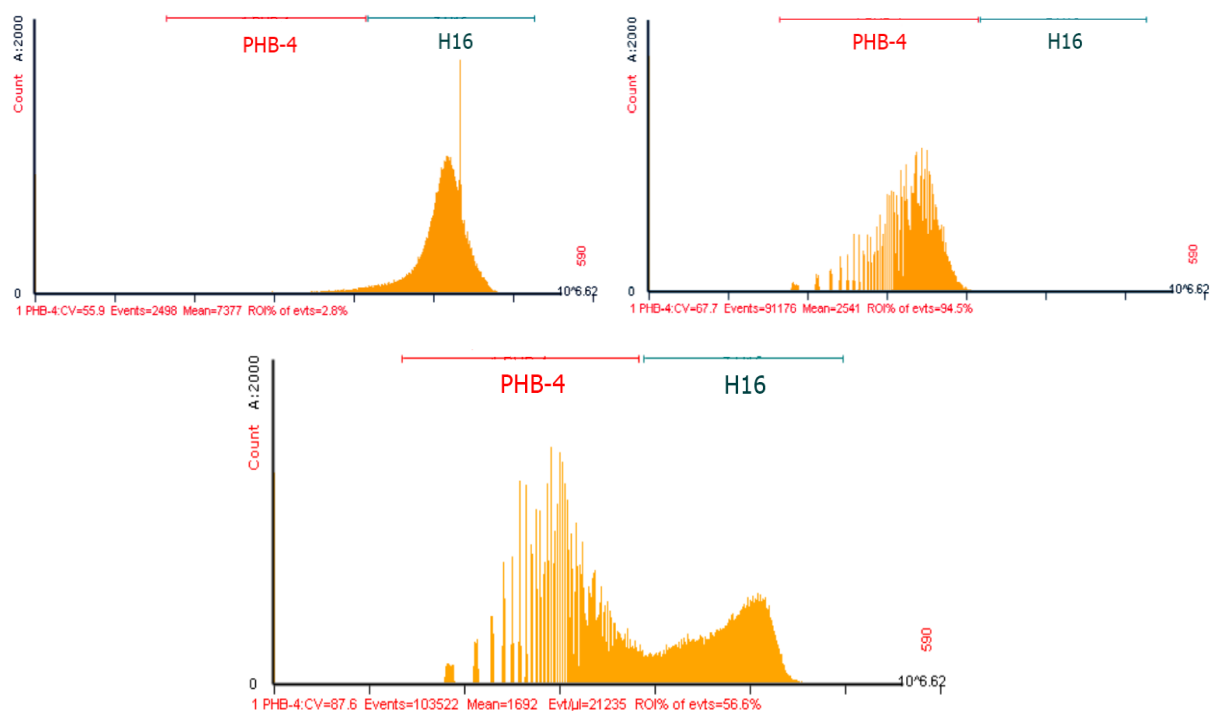 A:2000
Count
PHB-4
H16
0
590
10^6.62
1 PHB-4:CV=55.9 Events=2498 Mean=7377 ROI% of evts=2.8%
A:2000
Count
PHB-4
H16
0
590
10^6.62
1 PHB-4:CV=67.7 Events=91176 Mean=2541 ROI% of evts=94.5%
A:2000
Count
PHB-4
H16
0
590
10^6.62
1 PHB-4:CV=87.6 Events=103522 Mean=1692 Evt/µl=21235 ROI% of evts=56.6%